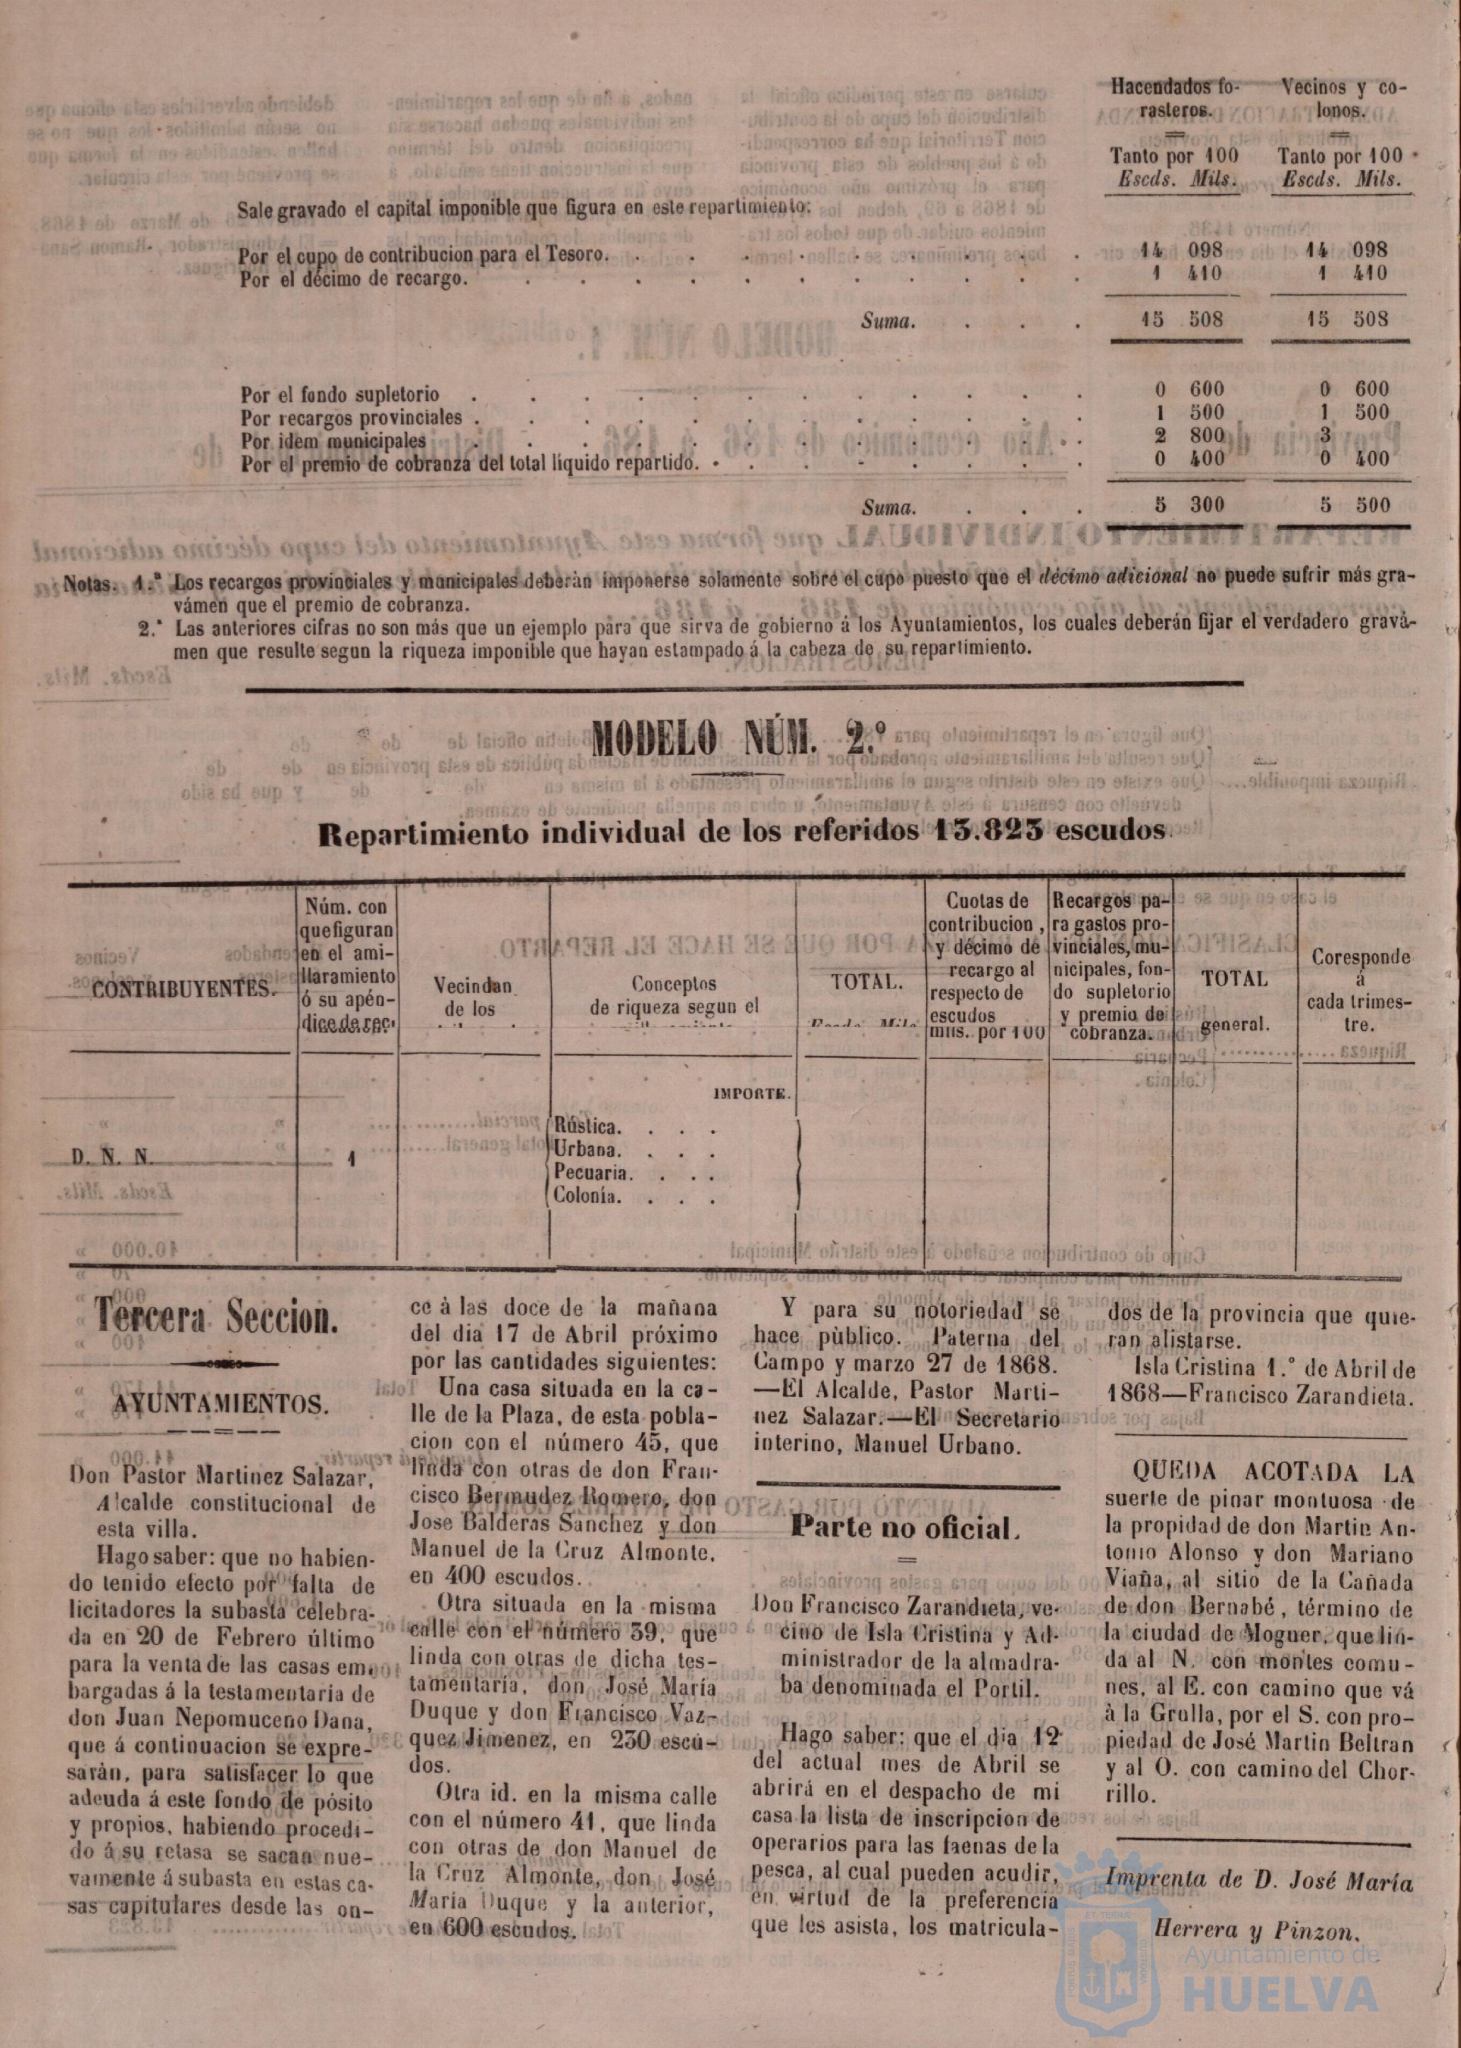 Hacendados fo-
rasteros.
Vecinos y co-
lonos.
Tanto por 100
Escds. Mils.
Tanto por 100
Escds. Mils.
Sale gravado el capital imponible que figura en este repartimiento:
Por el cupo de contribucion para el Tesoro. 14 098 14 098
Por el décimo de recargo. 1 410 1 410
Suma. 15 508 15 508
Por el fondo supletorio 0 600 0 600
Por recargos provinciales 1 500 1 500
Por idem municipales 2 800 3
Por el premio de cobranza del total líquido repartido. 0 400 0 400
Suma. 5 300 5 500
Notas. 1.ª Los recargos provinciales y municipales deberán imponerse solamente sobre el cupo puesto que el décimo adicional no puede sufrir más gra-
vámen que el premio de cobranza.
2.ª Las anteriores cifras no son más que un ejemplo para que sirva de gobierno á los Ayuntamientos, los cuales deberán fijar el verdadero gravá-
men que resulte segun la riqueza imponible que hayan estampado á la cabeza de su repartimiento.
MODELO NÚM. 2.º
Repartimiento individual de los referidos 13.823 escudos.
CONTRIBUYENTES.
Núm. con
que figuran
en el ami-
llaramiento
ó su apén-
Vecindan
de los
Conceptos
de riqueza segun el
TOTAL.
Escds. Mils
Cuotas de
contribucion,
y décimo de
recargo al
respecto de
escudos
mils. por 100
Recargos pa-
ra gastos pro-
vinciales, mu-
nicipales, fon-
do supletorio
y premio de
cobranza.
TOTAL
general.
Coresponde
á
cada trimes-
tre.
IMPORTE.
D. N. N. 1
Rústica.
Urbana.
Pecuaria.
Colonía.
Tercera Seccion.
AYUNTAMIENTOS.
Don Pastor Martinez Salazar,
Alcalde constitucional de
esta villa.
Hago saber: que no habien-
do tenido efecto por falta de
licitadores la subasta celebra-
da en 20 de Febrero último
para la venta de las casas em-
bargadas á la testamentaria de
don Juan Nepomuceno Dana,
que á continuacion se expre-
sarán, para satisfacer lo que
adeuda á este fondo de pósito
y propios, habiendo procedi-
do á su retasa se sacan nue-
vamente á subasta en estas ca-
sas capitulares desde las on-
ce á las doce de la mañana
del dia 17 de Abril próximo
por las cantidades siguientes:
Una casa situada en la ca-
lle de la Plaza, de esta pobla-
cion con el número 45, que
linda con otras de don Fran-
cisco Bermudez Romero, don
Jose Balderas Sanchez y don
Manuel de la Cruz Almonte,
en 400 escudos.
Otra situada en la misma
calle con el número 39, que
linda con otras de dicha tes-
tamentaría, don José María
Duque y don Francisco Vaz-
quez Jimenez, en 230 escu-
dos.
Otra id. en la misma calle
con el número 41, que linda
con otras de don Manuel de
la Cruz Almonte, don José
María Duque y la anterior,
en 600 escudos.
Y para su notoriedad se
hace público. Paterna del
Campo y marzo 27 de 1868.
—El Alcalde, Pastor Marti-
nez Salazar.—El Secretario
interino, Manuel Urbano.
Parte no oficial.
Don Francisco Zarandieta, ve-
cino de Isla Cristina y Ad-
ministrador de la almadra-
ba denominada el Portil.
Hago saber: que el dia 12
del actual mes de Abril se
abrirá en el despacho de mi
casa la lista de inscripcion de
operarios para las faenas de la
pesca, al cual pueden acudir,
en virtud de la preferencia
que les asista, los matricula-
dos de la provincia que quie-
ran alistarse.
Isla Cristina 1.º de Abril de
1868—Francisco Zarandieta.
QUEDA ACOTADA LA
suerte de pinar montuosa de
la propidad de don Martin An-
tonio Alonso y don Mariano
Viaña, al sitio de la Cañada
de don Bernabé, término de
la ciudad de Moguer, que lin-
da al N. con montes comu-
nes, al E. con camino que vá
á la Grulla, por el S. con pro-
piedad de José Martin Beltran
y al O. con camino del Chor-
rillo.
Imprenta de D. José María
Herrera y Pinzon.
Ayuntamiento de
HUELVA